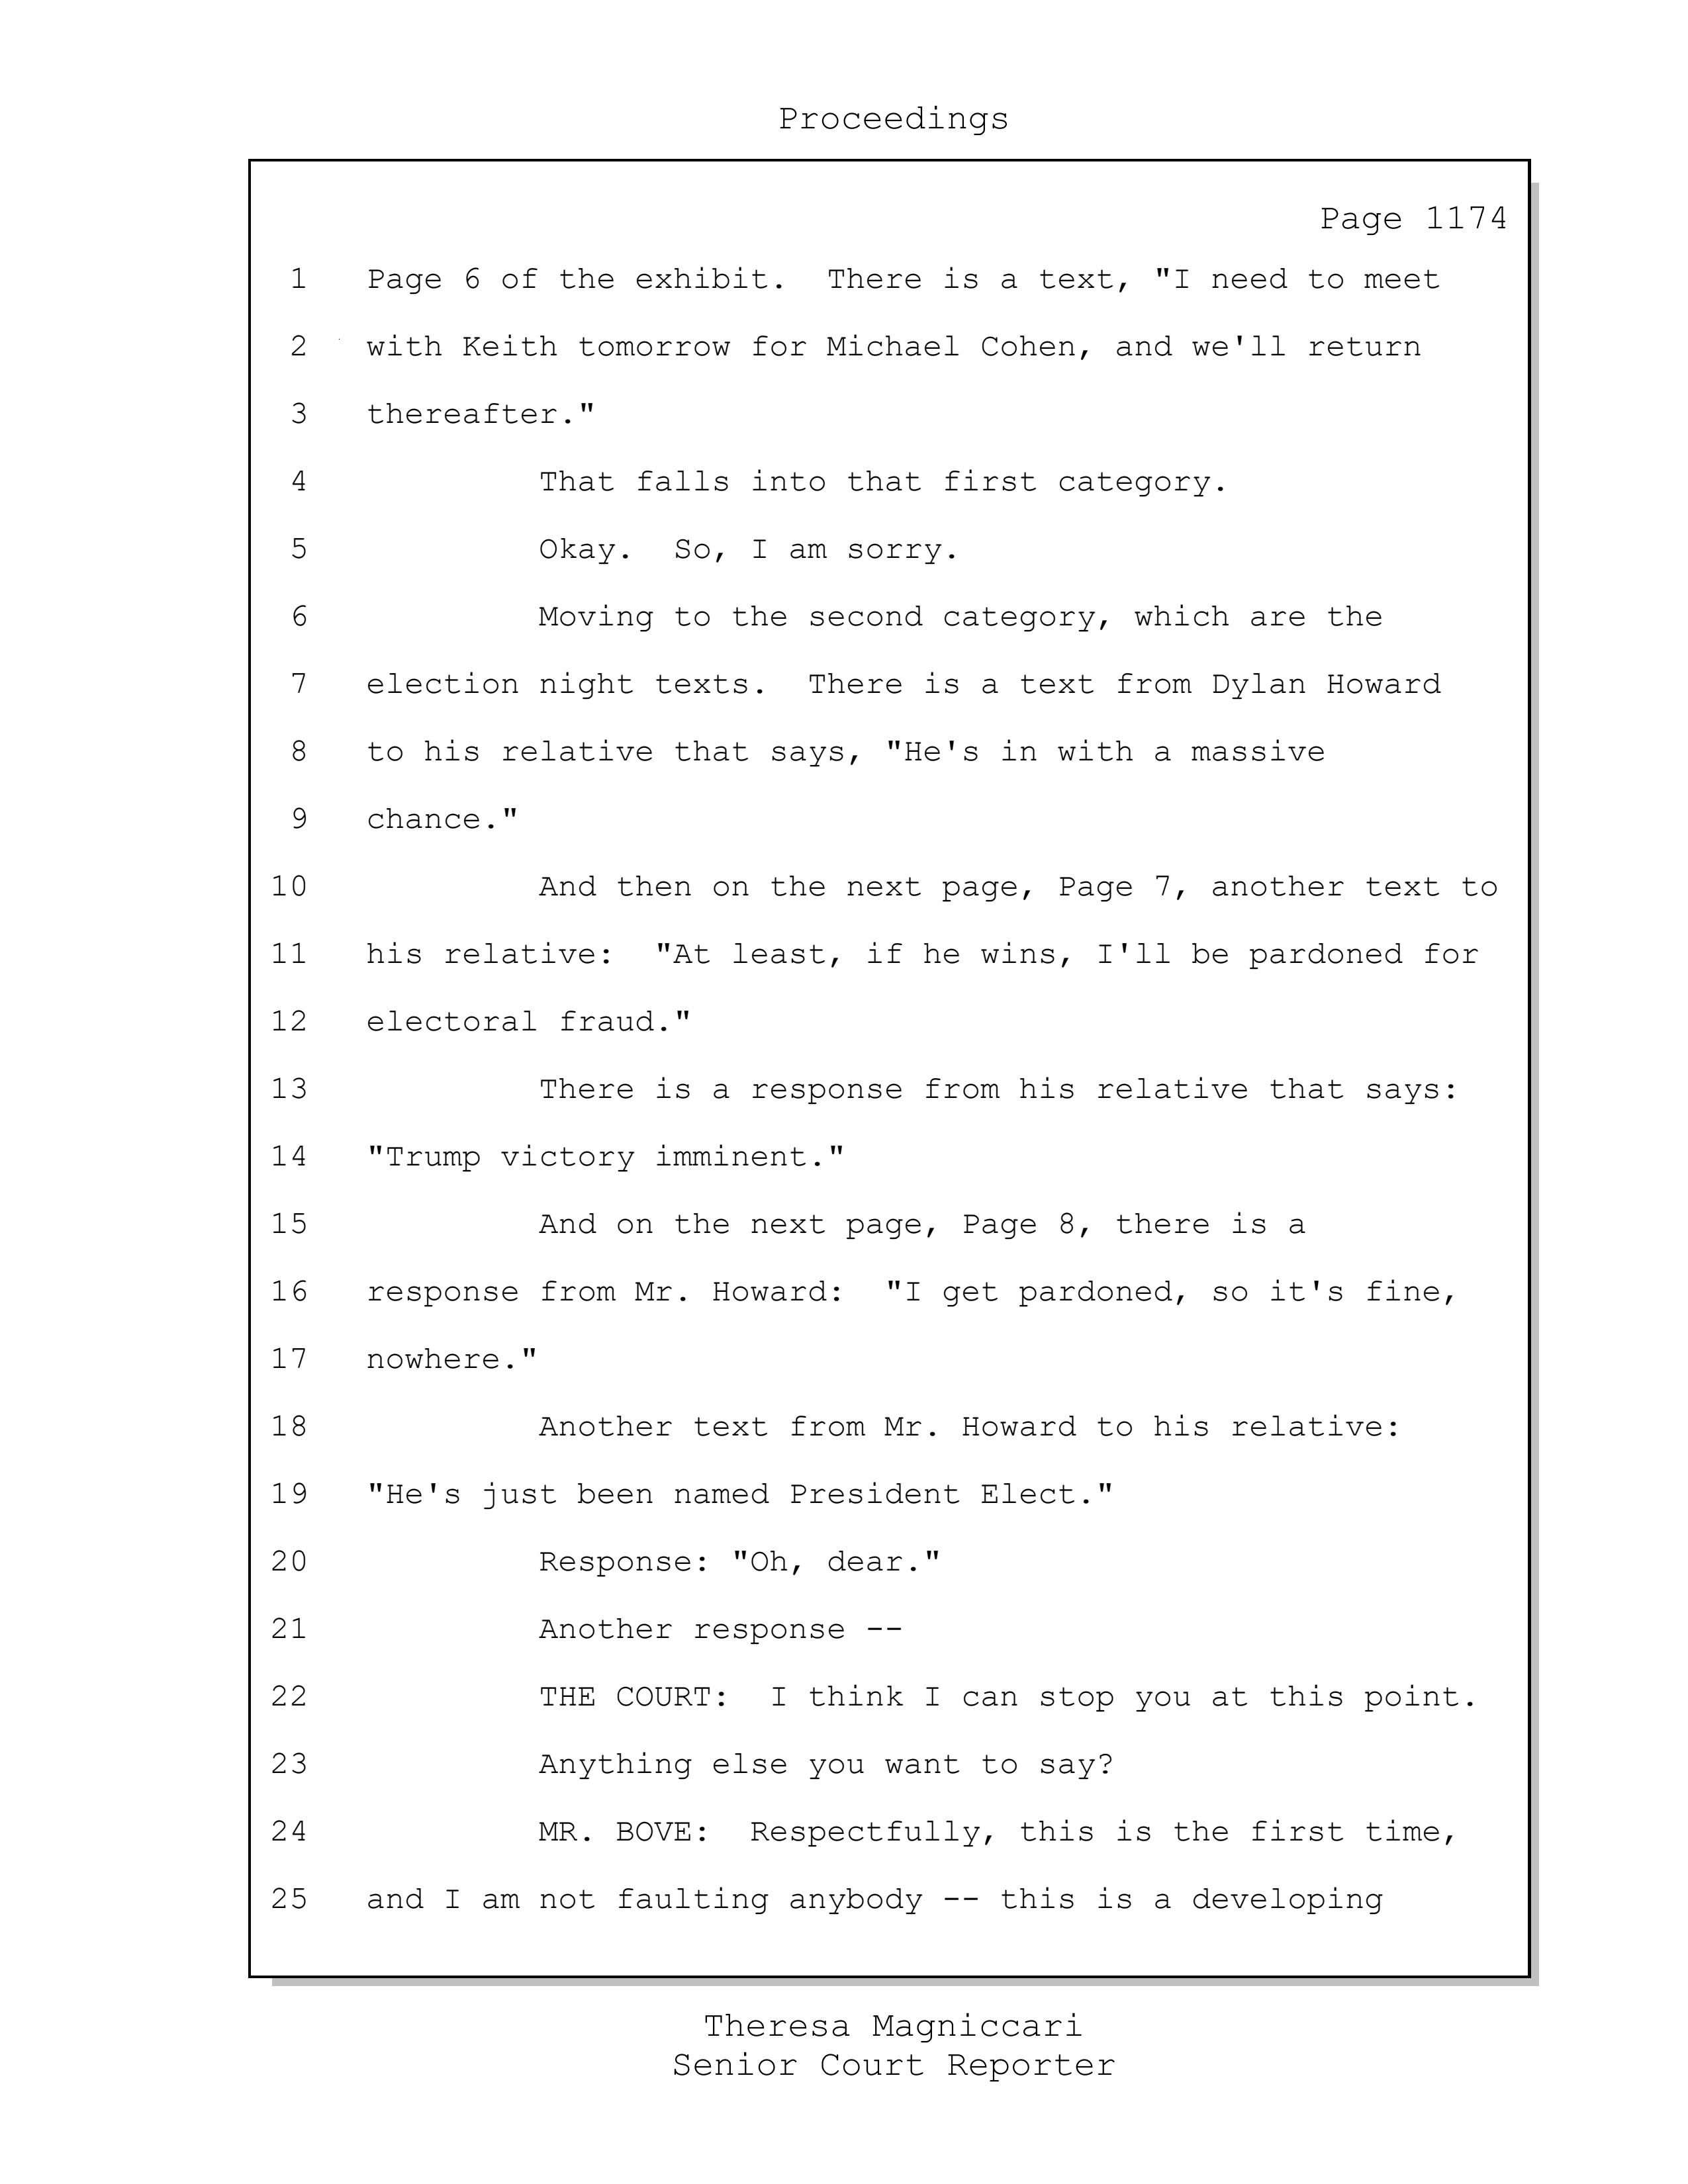 Proceedings
Page 1174
1 Page 6 of the exhibit. There is a text, "I need to meet
2 with Keith tomorrow for Michael Cohen, and we'll return
3 thereafter."
4 That falls into that first category.
5 Okay. So, I am sorry.
6 Moving to the second category, which are the
7 election night texts. There is a text from Dylan Howard
8 to his relative that says, "He's in with a massive
9 chance."
10 And then on the next page, Page 7, another text to
11 his relative: "At least, if he wins, I'll be pardoned for
12 electoral fraud."
13 There is a response from his relative that says:
14 "Trump victory imminent."
15 And on the next page, Page 8, there is a
16 response from Mr. Howard: "I get pardoned, so it's fine,
17 nowhere."
18 Another text from Mr. Howard to his relative:
19 "He's just been named President Elect."
20 Response: "Oh, dear."
21 Another response --
22 THE COURT: I think I can stop you at this point.
23 Anything else you want to say?
24 MR. BOVE: Respectfully, this is the first time,
25 and I am not faulting anybody -- this is a developing
Theresa Magniccari
Senior Court Reporter